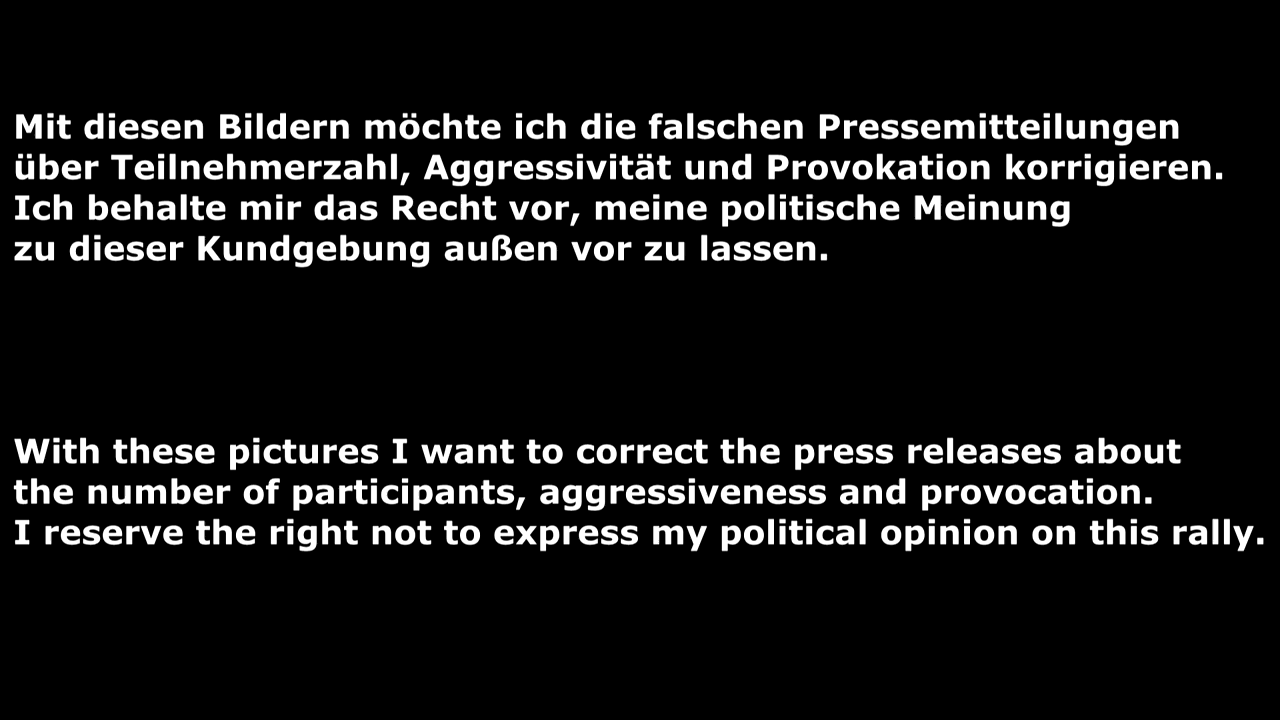 Mit diesen Bildern möchte ich die falschen Pressemitteilungen
über Teilnehmerzahl, Aggressivität und Provokation korrigieren.
Ich behalte mir das Recht vor, meine politische Meinung
zu dieser Kundgebung außen vor zu lassen.
With these pictures I want to correct the press releases about
the number of participants, aggressiveness and provocation.
I reserve the right not to express my political opinion on this rally.